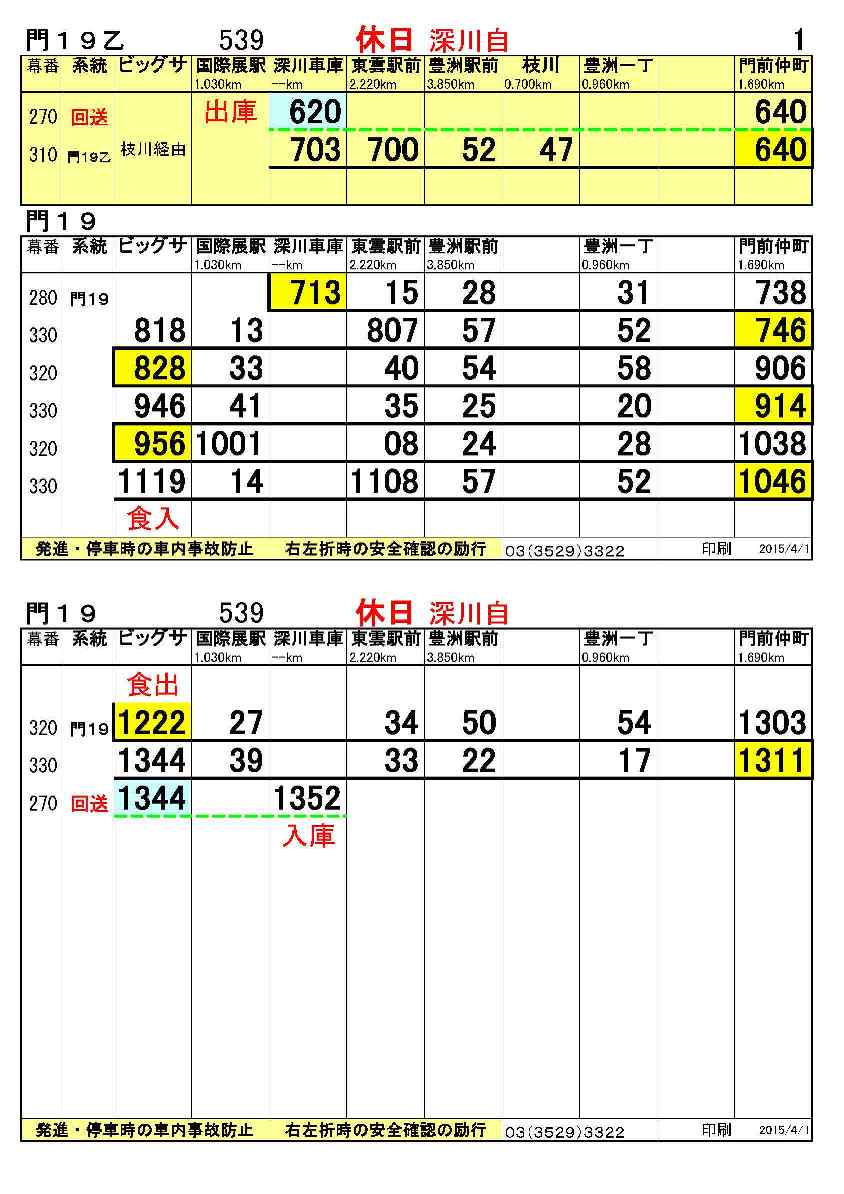 門１９乙 539 休日 深川自 1
幕番 系統 ビッグサ 国際展駅 深川車庫 東雲駅前 豊洲駅前 枝川 豊洲一丁 門前仲町
1.030km --km 2.220km 3.850km 0.700km 0.960km 1.690km
270 回送 出庫 620 640
310 門19乙 枝川経由 703 700 52 47 640
門１９
幕番 系統 ビッグサ 国際展駅 深川車庫 東雲駅前 豊洲駅前 豊洲一丁 門前仲町
1.030km --km 2.220km 3.850km 0.960km 1.690km
280 門19 713 15 28 31 738
330 818 13 807 57 52 746
320 828 33 40 54 58 906
330 946 41 35 25 20 914
320 956 1001 08 24 28 1038
330 1119 14 1108 57 52 1046
食入
発進・停車時の車内事故防止 右左折時の安全確認の励行 03(3529)3322 印刷 2015/4/1
門１９ 539 休日 深川自
幕番 系統 ビッグサ 国際展駅 深川車庫 東雲駅前 豊洲駅前 豊洲一丁 門前仲町
1.030km --km 2.220km 3.850km 0.960km 1.690km
食出
320 門19 1222 27 34 50 54 1303
330 1344 39 33 22 17 1311
270 回送 1344 1352
入庫
発進・停車時の車内事故防止 右左折時の安全確認の励行 03(3529)3322 印刷 2015/4/1